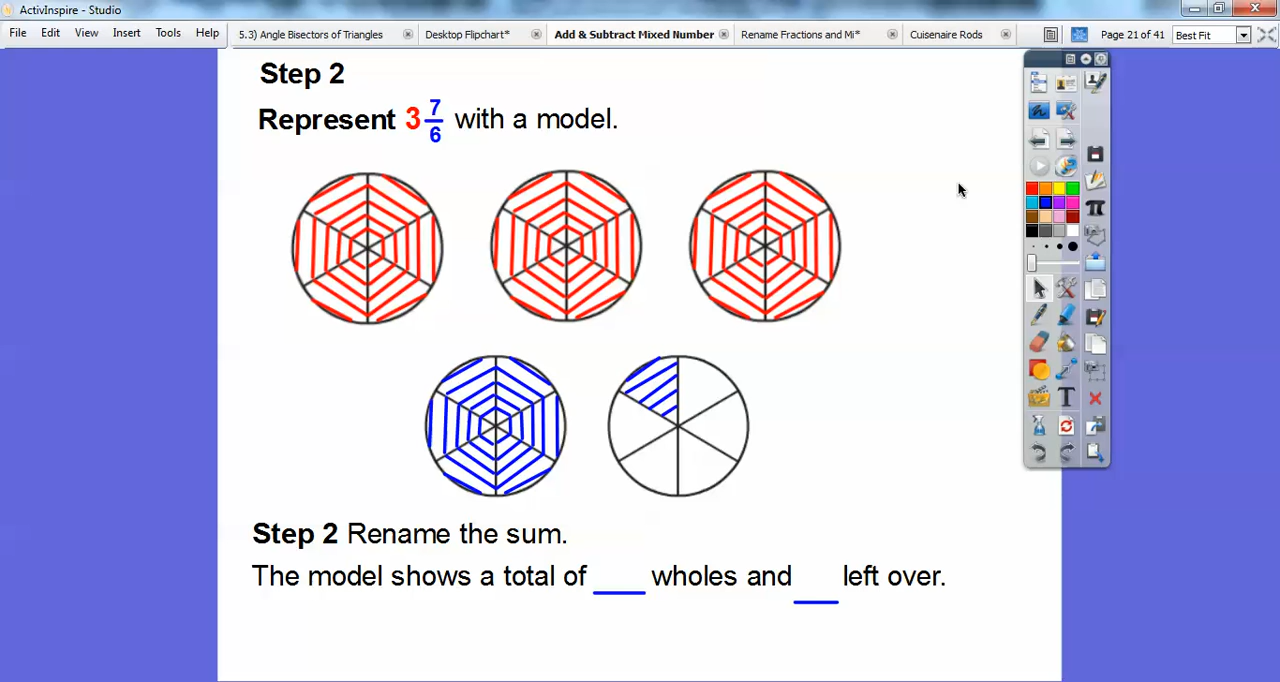 ActivInspire - Studio
File Edit View Insert Tools Help
5.3) Angle Bisectors of Triangles
Desktop Flipchart*
Add & Subtract Mixed Number
Rename Fractions and Mi*
Cuisenaire Rods
Page 21 of 41
Best Fit
Step 2
Represent 3 7/6 with a model.
Step 2 Rename the sum.
The model shows a total of ___ wholes and ___ left over.